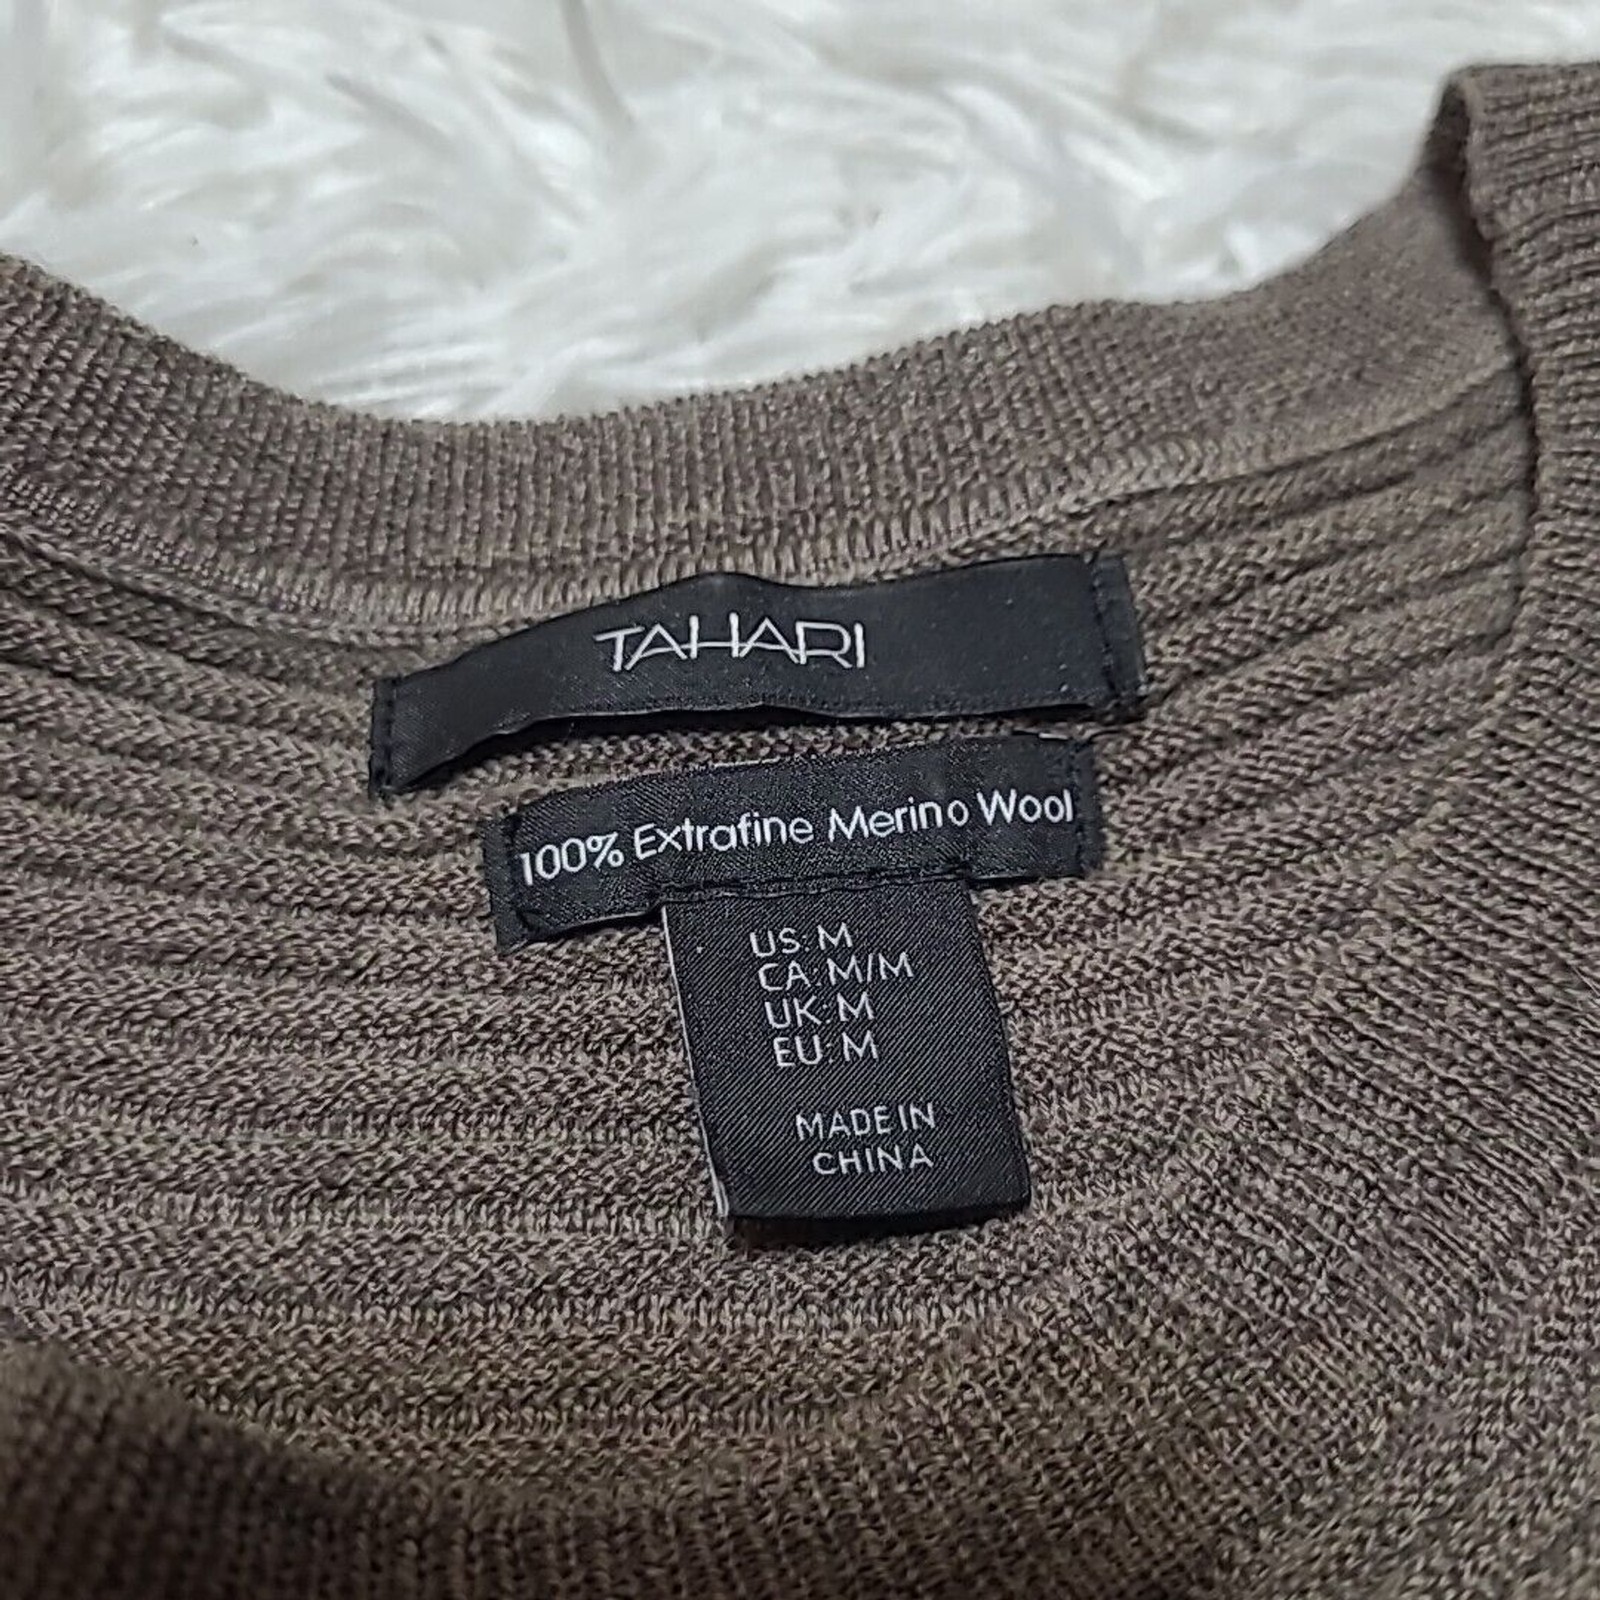 TAHARI
100% Extrafine Merino Wool
US: M
CA: M/M
UK: M
EU: M
MADE IN
CHINA